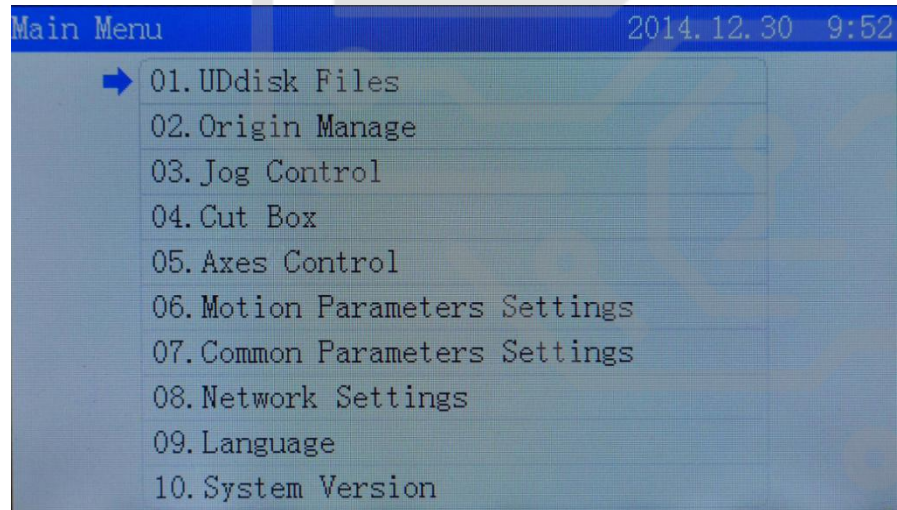 Main Menu 2014.12.30 9:52
01.UDdisk Files
02.Origin Manage
03.Jog Control
04.Cut Box
05.Axes Control
06.Motion Parameters Settings
07.Common Parameters Settings
08.Network Settings
09.Language
10.System Version